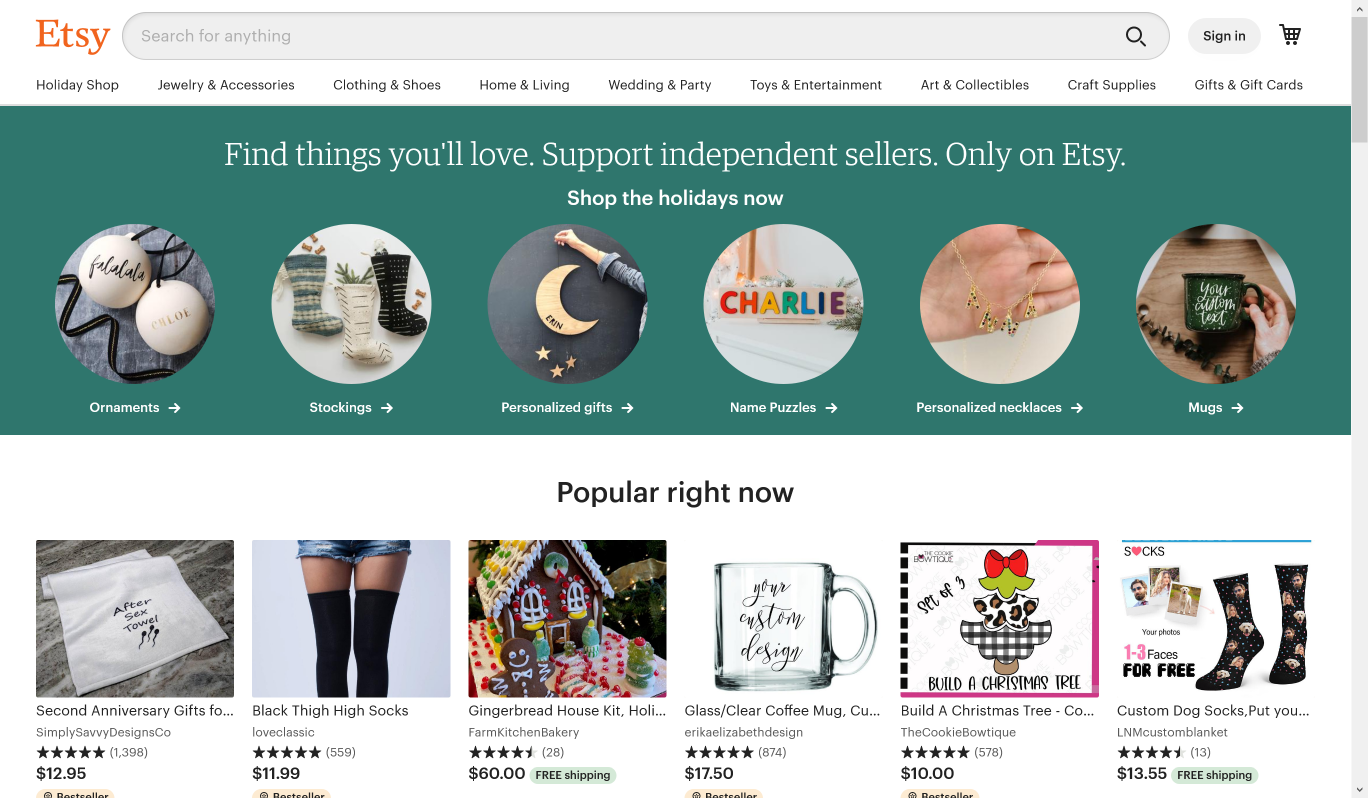 Etsy
Search for anything
Sign in
Holiday Shop Jewelry & Accessories Clothing & Shoes Home & Living Wedding & Party Toys & Entertainment Art & Collectibles Craft Supplies Gifts & Gift Cards
Find things you'll love. Support independent sellers. Only on Etsy.
Shop the holidays now
falalala
CHLOE
ERIN
CHARLIE
Your
custom
text
Ornaments → Stockings → Personalized gifts → Name Puzzles → Personalized necklaces → Mugs →
Popular right now
After
Sex
Towel
your
custom
design
THE COOKIE
BOWTIQUE
SET OF 3
BUILD A CHRISTMAS TREE
S♥CKS
Your photos
1-3 Faces
FOR FREE
Second Anniversary Gifts fo...
SimplySavvyDesignsCo
(1,398)
$12.95
Bestseller
Black Thigh High Socks
loveclassic
(559)
$11.99
Bestseller
Gingerbread House Kit, Holi...
FarmKitchenBakery
(28)
$60.00 FREE shipping
Glass/Clear Coffee Mug, Cu...
erikaelizabethdesign
(874)
$17.50
Bestseller
Build A Christmas Tree - Co...
TheCookieBowtique
(578)
$10.00
Bestseller
Custom Dog Socks,Put you...
LNMcustomblanket
(13)
$13.55 FREE shipping